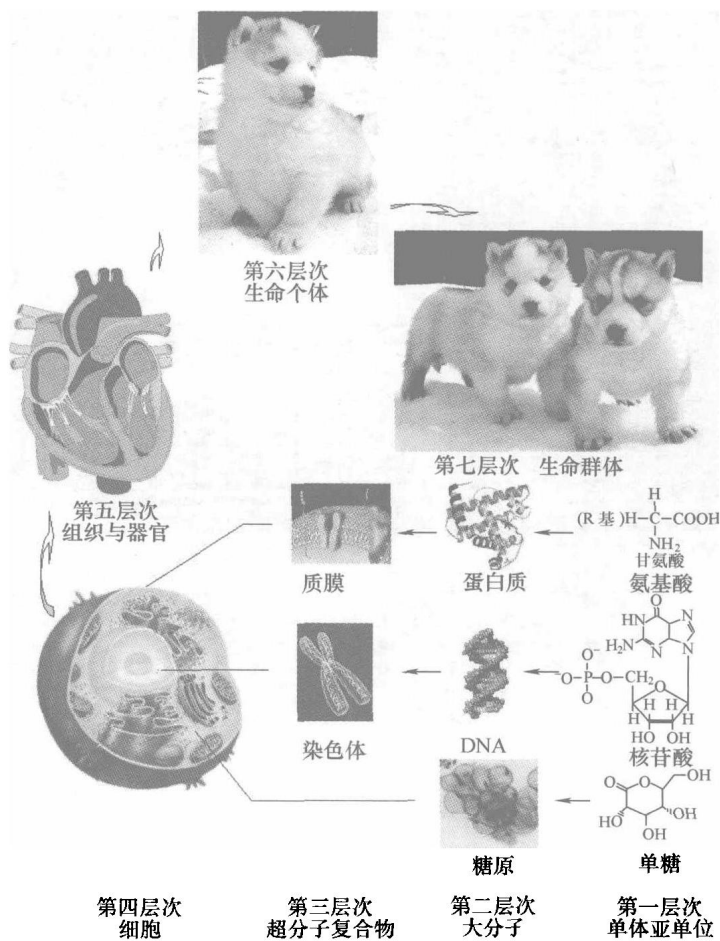 第六层次
生命个体
第七层次 生命群体
第五层次
组织与器官
质膜
蛋白质
(R基)H—C—COOH
H
NH₂
甘氨酸
氨基酸
染色体
DNA
O
HN
N
H₂N
N
N
O⁻
O—P—O—CH₂
O
O
H H
H H
HO OH
核苷酸
糖原
O
O
OH
HO
OH
OH
单糖
第四层次
细胞
第三层次
超分子复合物
第二层次
大分子
第一层次
单体亚单位